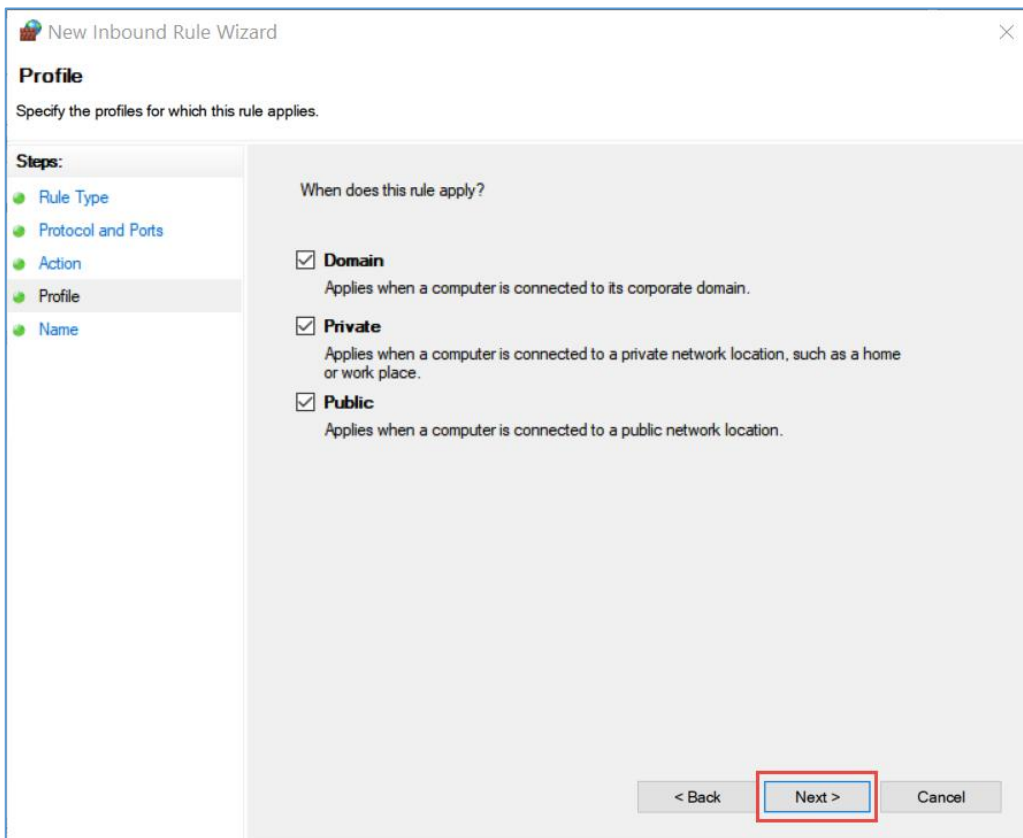 New Inbound Rule Wizard
Profile
Specify the profiles for which this rule applies.
Steps:
Rule Type
Protocol and Ports
Action
Profile
Name
When does this rule apply?
Domain
Applies when a computer is connected to its corporate domain.
Private
Applies when a computer is connected to a private network location, such as a home
or work place.
Public
Applies when a computer is connected to a public network location.
< Back
Next >
Cancel